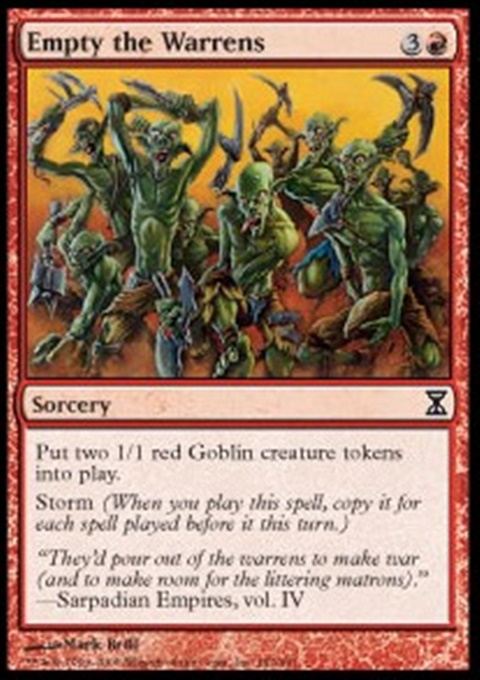 Empty the Warrens
3
Sorcery
Put two 1/1 red Goblin creature tokens
into play.
Storm (When you play this spell, copy it for
each spell played before it this turn.)
“They’d pour out of the warrens to make war
(and to make room for the littering matrons).”
—Sarpadian Empires, vol. IV
Mark Brill